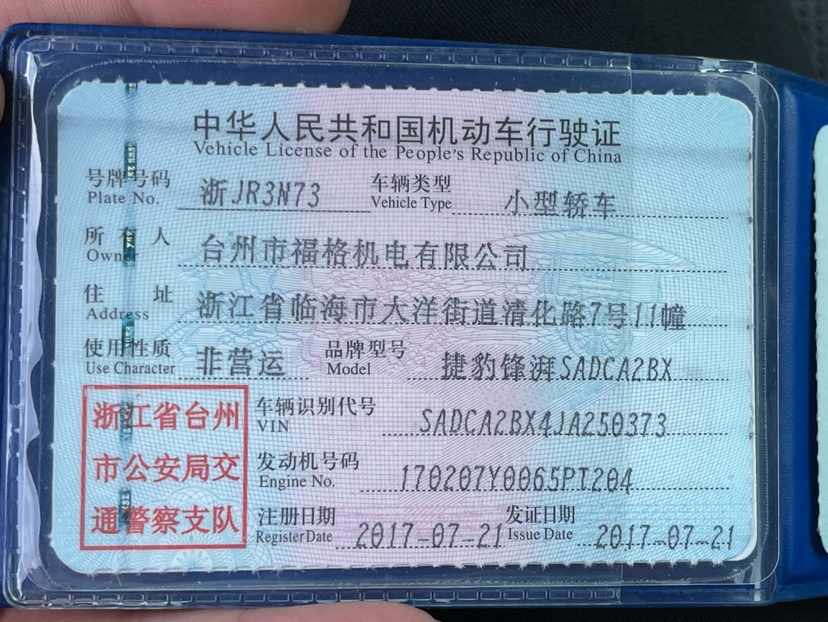 中华人民共和国机动车行驶证
Vehicle License of the People's Republic of China
号牌号码 浙JR3N73 车辆类型 小型轿车
Plate No. Vehicle Type
所有人 台州市福格机电有限公司
Owner
住址 浙江省临海市大洋街道清化路7号11幢
Address
使用性质 非营运 品牌型号 捷豹锋湃SADCA2BX
Use Character Model
浙江省台州
市公安局交
通警察支队
车辆识别代号 SADCA2BX4JA250373
VIN
发动机号码 170207Y0065PT204
Engine No.
注册日期 2017-07-21 发证日期 2017-07-21
Register Date Issue Date